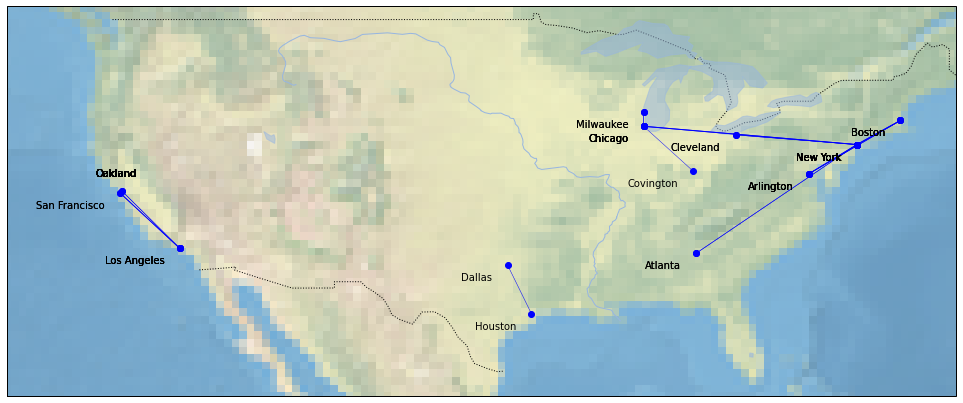 Milwaukee
Boston
Chicago
Cleveland
New York
Oakland
Covington
Arlington
San Francisco
Los Angeles
Atlanta
Dallas
Houston